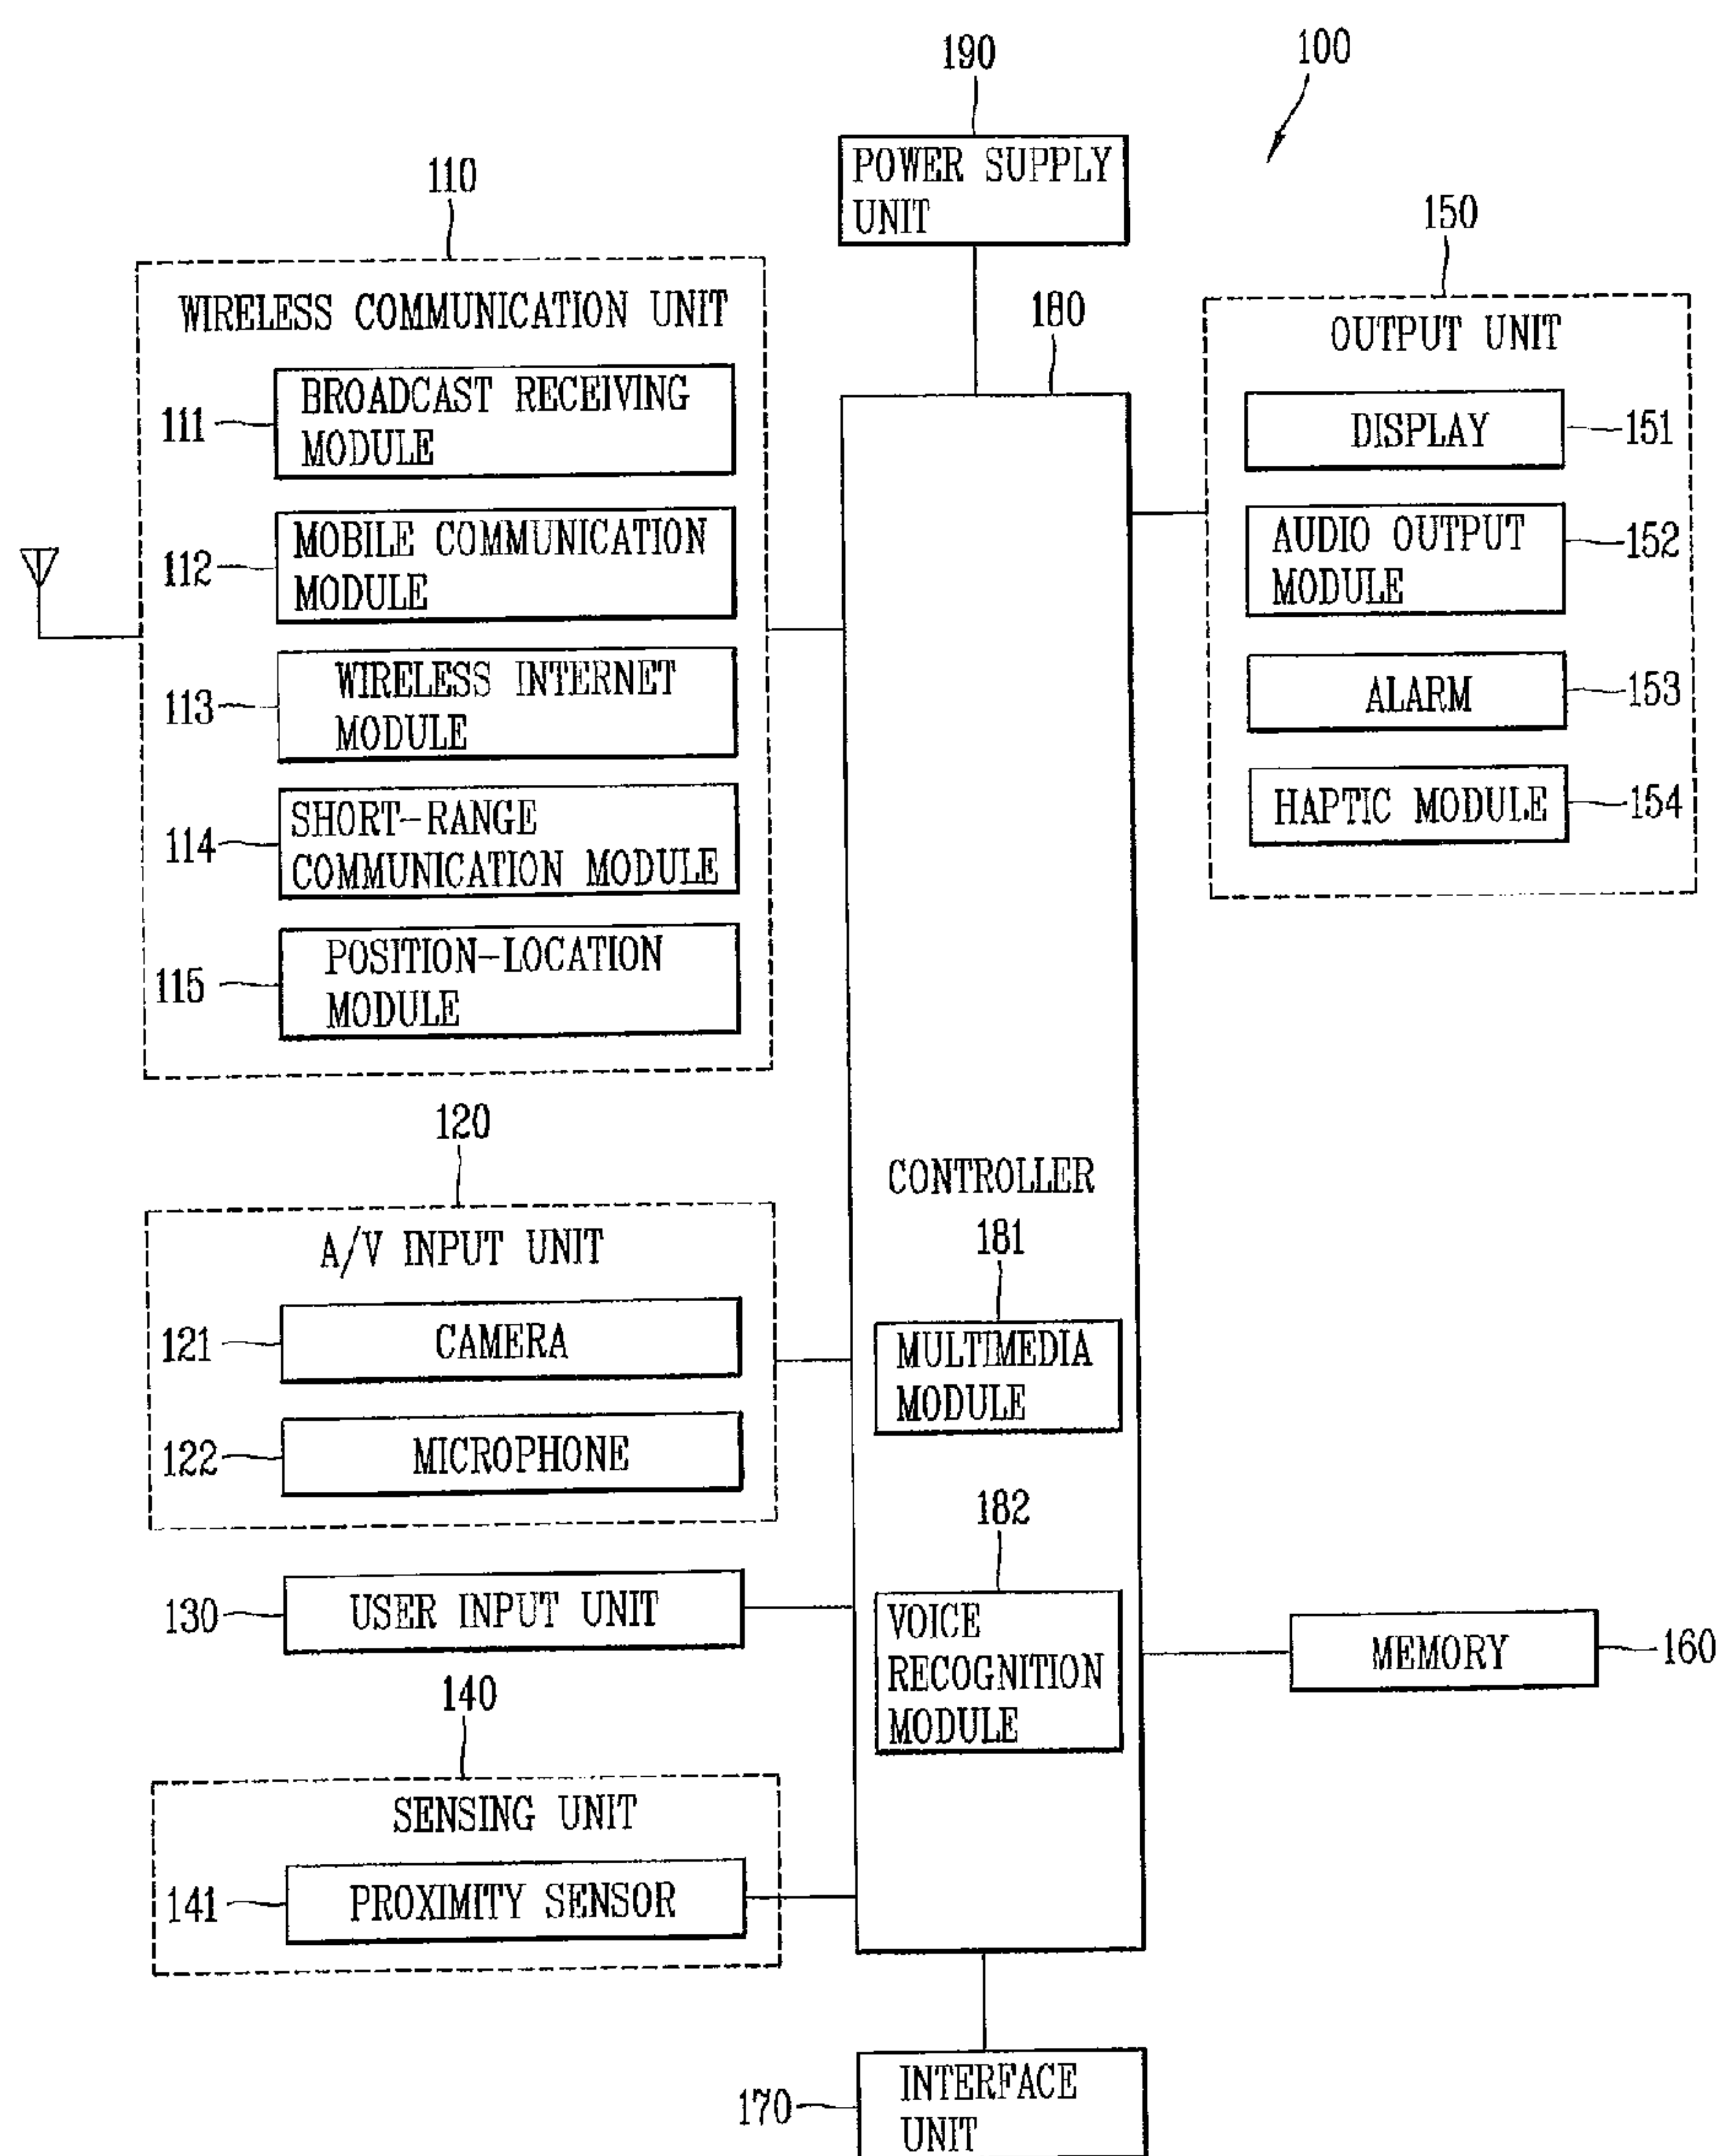 190
100
POWER SUPPLY
UNIT
110
WIRELESS COMMUNICATION UNIT
111
BROADCAST RECEIVING
MODULE
112
MOBILE COMMUNICATION
MODULE
113
WIRELESS INTERNET
MODULE
114
SHORT-RANGE
COMMUNICATION MODULE
115
POSITION-LOCATION
MODULE
120
A/V INPUT UNIT
121
CAMERA
122
MICROPHONE
130
USER INPUT UNIT
140
SENSING UNIT
141
PROXIMITY SENSOR
180
CONTROLLER
181
MULTIMEDIA
MODULE
182
VOICE
RECOGNITION
MODULE
150
OUTPUT UNIT
DISPLAY
151
AUDIO OUTPUT
MODULE
152
ALARM
153
HAPTIC MODULE
154
MEMORY
160
170
INTERFACE
UNIT